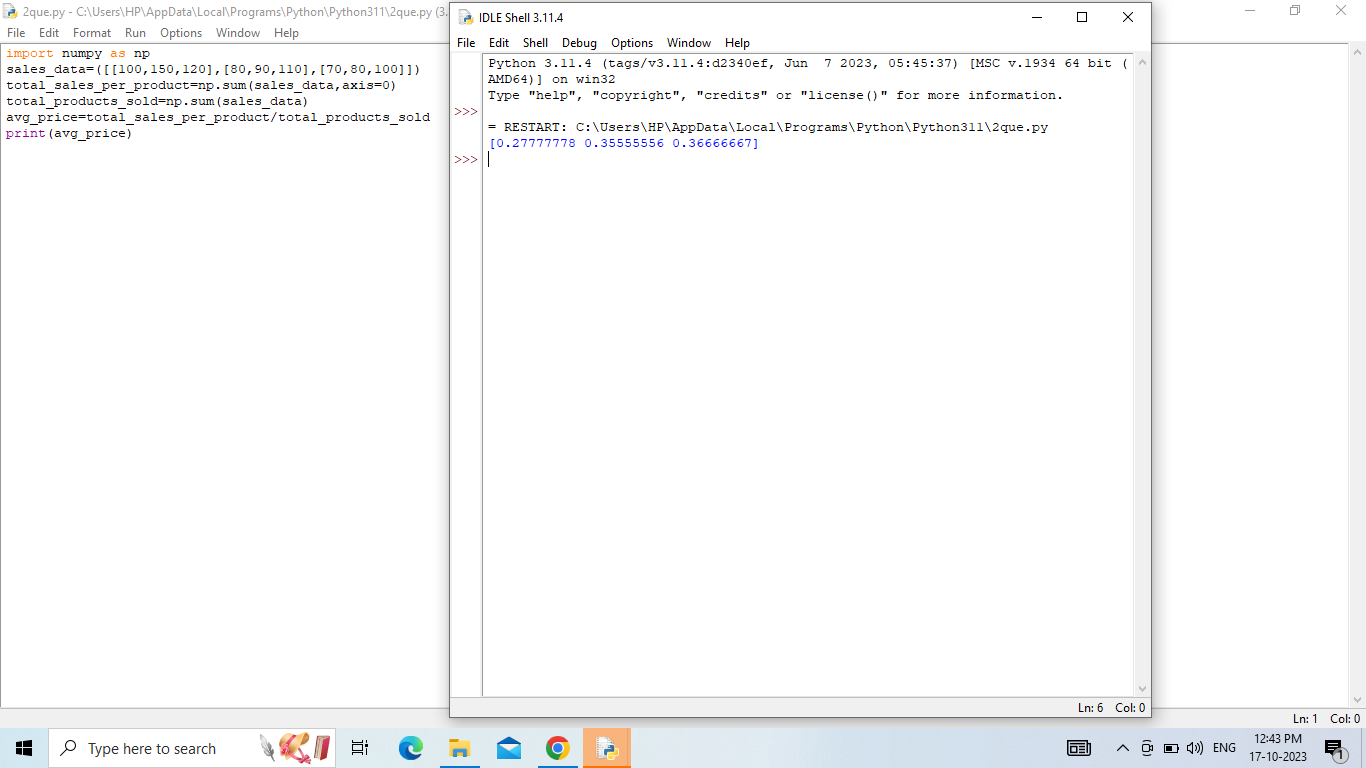 2que.py - C:\Users\HP\AppData\Local\Programs\Python\Python311\2que.py (3.
File Edit Format Run Options Window Help
import numpy as np
sales_data=([[100,150,120],[80,90,110],[70,80,100]])
total_sales_per_product=np.sum(sales_data,axis=0)
total_products_sold=np.sum(sales_data)
avg_price=total_sales_per_product/total_products_sold
print(avg_price)
IDLE Shell 3.11.4
File Edit Shell Debug Options Window Help
Python 3.11.4 (tags/v3.11.4:d2340ef, Jun  7 2023, 05:45:37) [MSC v.1934 64 bit (
AMD64)] on win32
Type "help", "copyright", "credits" or "license()" for more information.
>>>
= RESTART: C:\Users\HP\AppData\Local\Programs\Python\Python311\2que.py
[0.27777778 0.35555556 0.36666667]
>>>
Ln: 6 Col: 0
Ln: 1 Col: 0
Type here to search
ENG
12:43 PM
17-10-2023
1